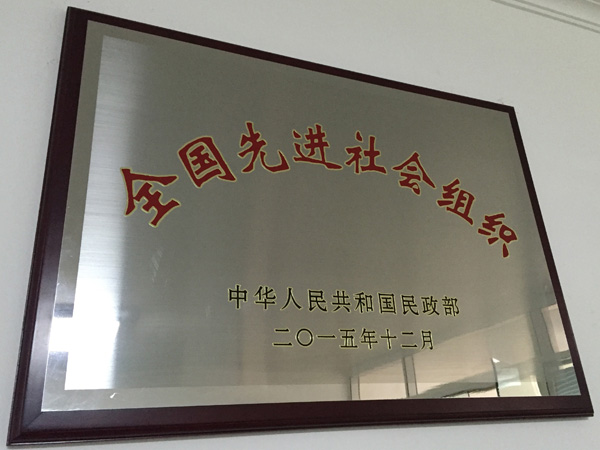 全国先进社会组织
中华人民共和国民政部
二〇一五年十二月